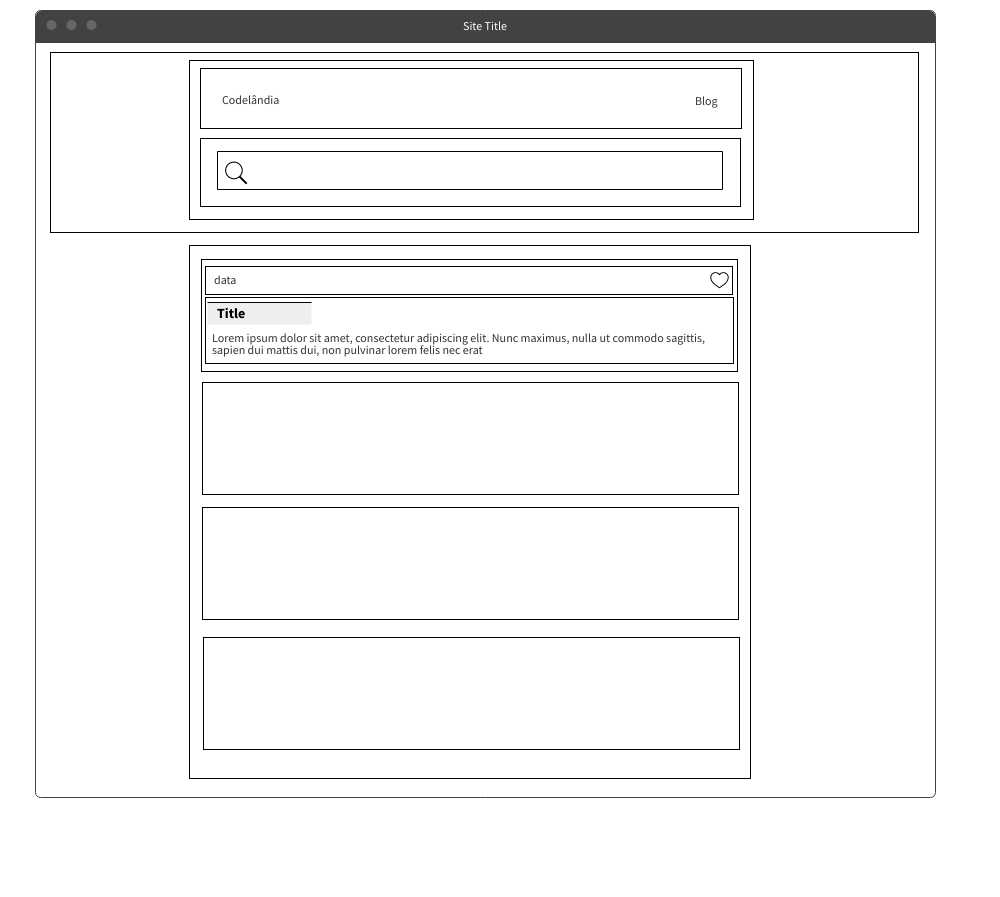 Site Title
Codelândia
Blog
data
Title
Lorem ipsum dolor sit amet, consectetur adipiscing elit. Nunc maximus, nulla ut commodo sagittis,
sapien dui mattis dui, non pulvinar lorem felis nec erat